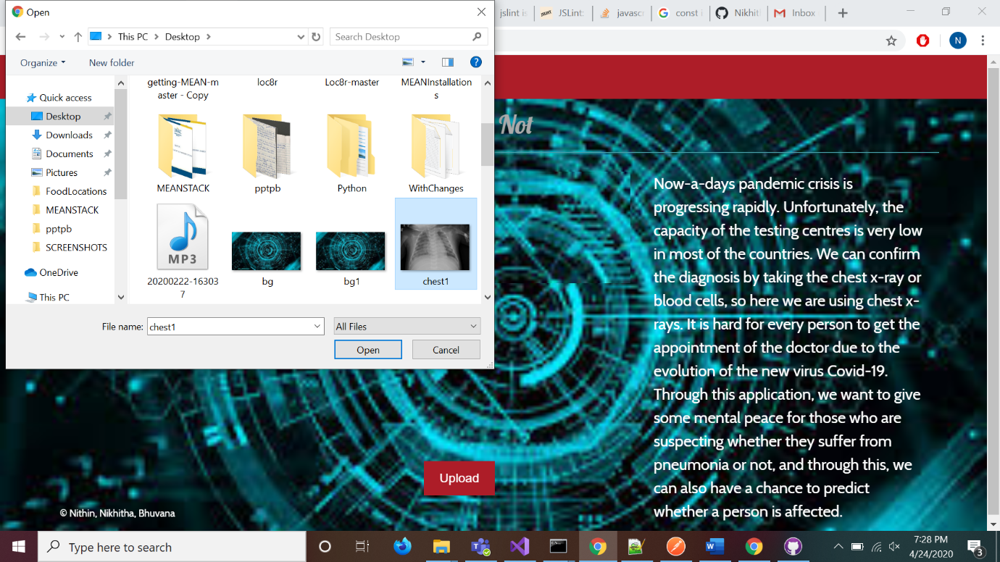 Open
jslint is
JSLint:
javascr
const i
Nikhith
Inbox
This PC
Desktop
Search Desktop
N
Organize
New folder
getting-MEAN-m
aster - Copy
loc8r
Loc8r-master
MEANInstallation
s
Quick access
Desktop
Downloads
Documents
Pictures
FoodLocations
MEANSTACK
pptpb
SCREENSHOTS
OneDrive
This PC
MEANSTACK
pptpb
Python
WithChanges
MP3
20200222-16303
7
bg
bg1
chest1
File name:
chest1
All Files
Open
Cancel
Not
Now-a-days pandemic crisis is
progressing rapidly. Unfortunately, the
capacity of the testing centres is very low
in most of the countries. We can confirm
the diagnosis by taking the chest x-ray or
blood cells, so here we are using chest x-
rays. It is hard for every person to get the
appointment of the doctor due to the
evolution of the new virus Covid-19.
Through this application, we want to give
some mental peace for those who are
suspecting whether they suffer from
pneumonia or not, and through this, we
can also have a chance to predict
whether a person is affected.
Upload
© Nithin, Nikhitha, Bhuvana
Type here to search
7:28 PM
4/24/2020
3